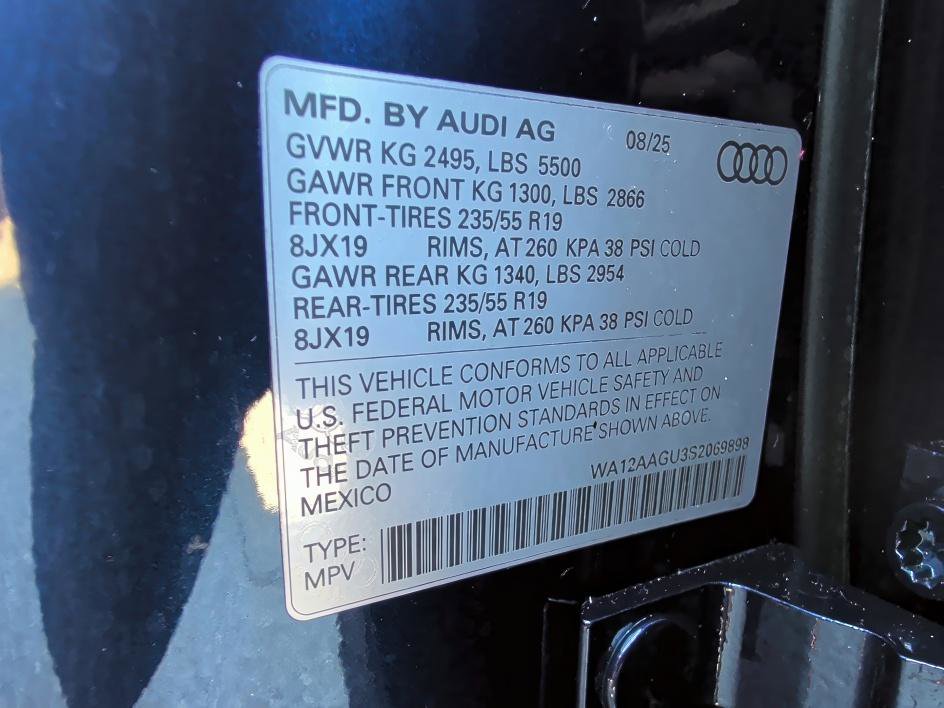 MFD. BY AUDI AG 08/25
GVWR KG 2495, LBS 5500
GAWR FRONT KG 1300, LBS 2866
FRONT-TIRES 235/55 R19
8JX19 RIMS, AT 260 KPA 38 PSI COLD
GAWR REAR KG 1340, LBS 2954
REAR-TIRES 235/55 R19
8JX19 RIMS, AT 260 KPA 38 PSI COLD
THIS VEHICLE CONFORMS TO ALL APPLICABLE
U.S. FEDERAL MOTOR VEHICLE SAFETY AND
THEFT PREVENTION STANDARDS IN EFFECT ON
THE DATE OF MANUFACTURE SHOWN ABOVE.
MEXICO WA12AAGU3S2069898
TYPE:
MPV